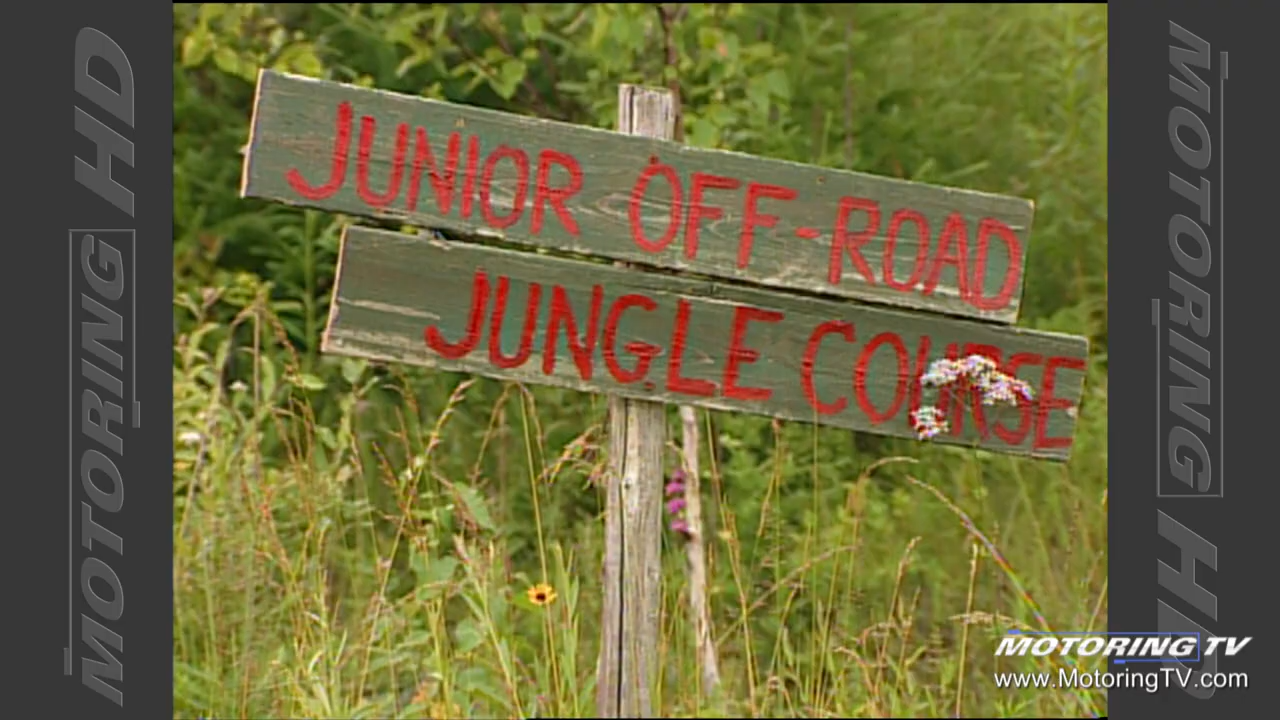 MOTORING HD
JUNIOR OFF-ROAD
JUNGLE COURSE
MOTORING HD
MOTORING TV
www.MotoringTV.com